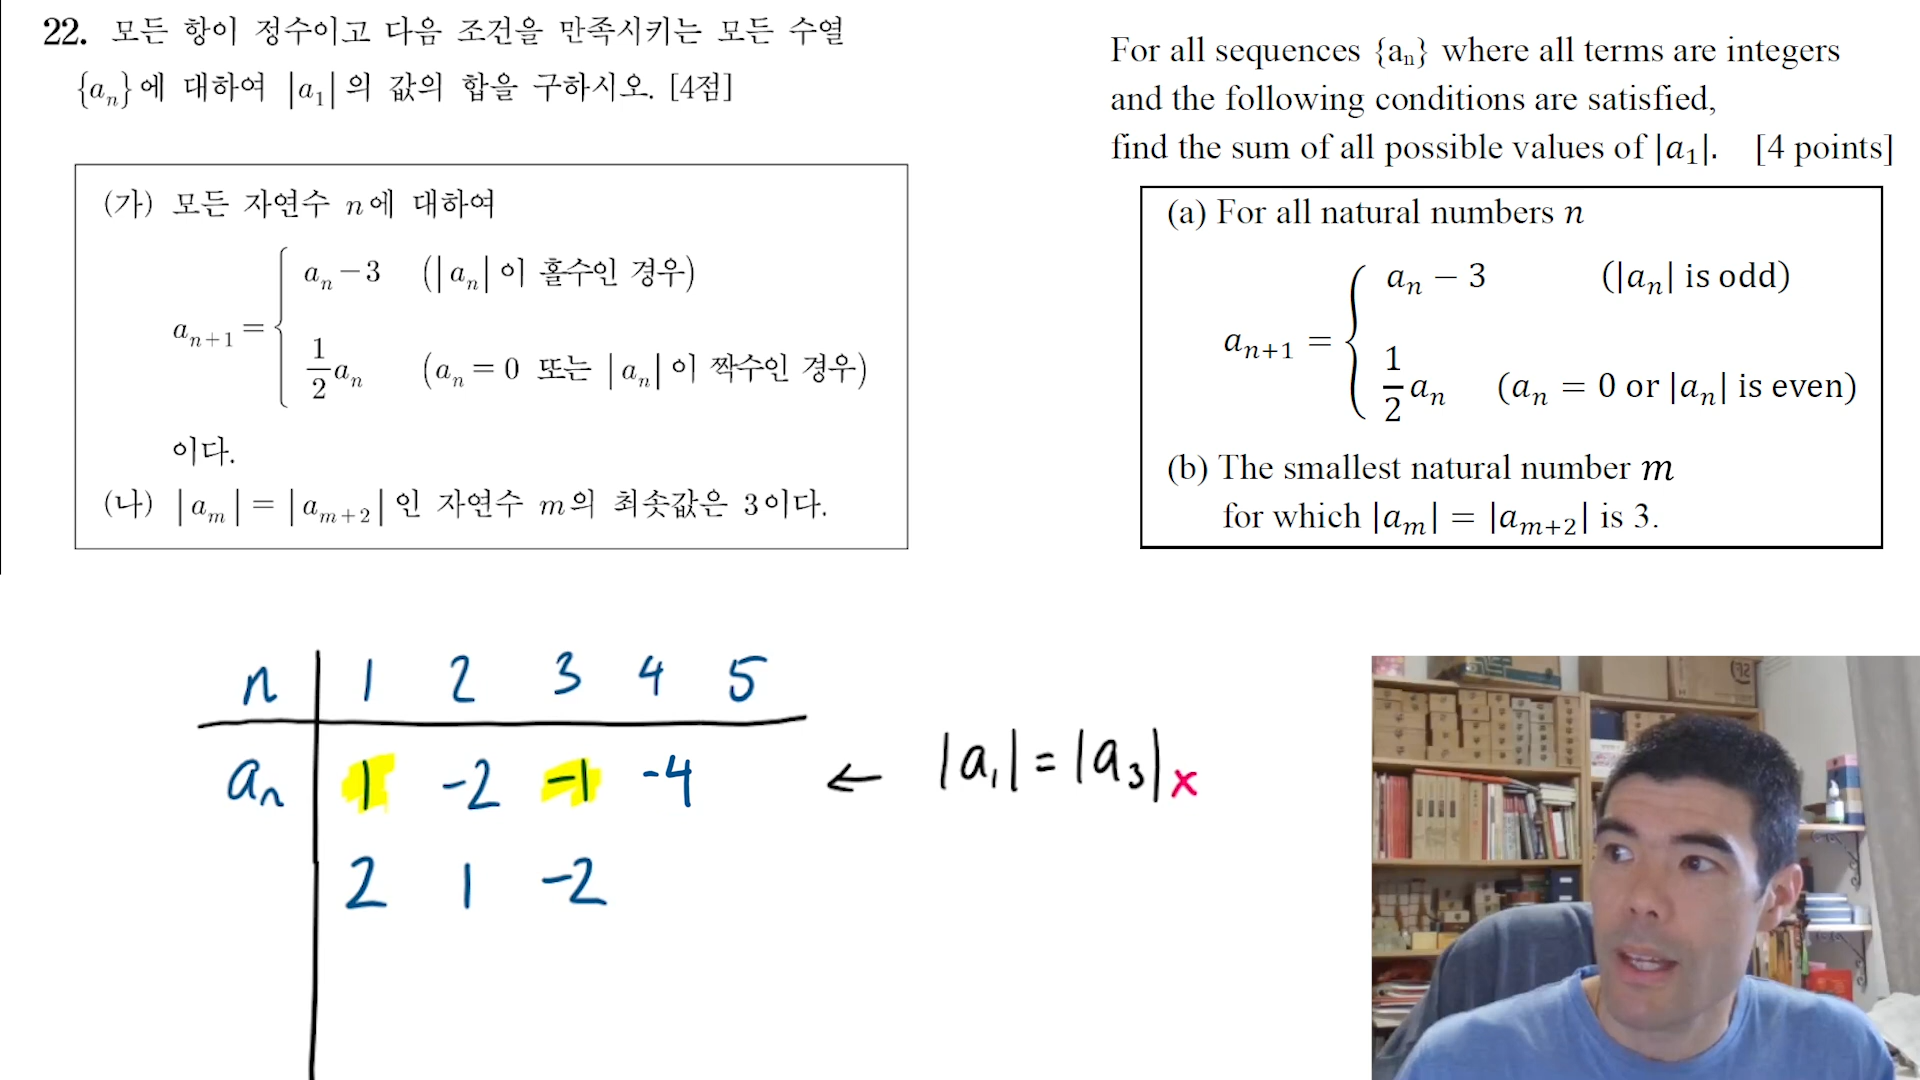 22. 모든 항이 정수이고 다음 조건을 만족시키는 모든 수열
{aₙ}에 대하여 |a₁|의 값의 합을 구하시오. [4점]
(가) 모든 자연수 n에 대하여
aₙ₊₁ = { aₙ − 3 (|aₙ|이 홀수인 경우)
1/2 aₙ (aₙ = 0 또는 |aₙ|이 짝수인 경우)
이다.
(나) |aₘ| = |aₘ₊₂|인 자연수 m의 최솟값은 3이다.
For all sequences {aₙ} where all terms are integers
and the following conditions are satisfied,
find the sum of all possible values of |a₁|. [4 points]
(a) For all natural numbers n
aₙ₊₁ = { aₙ − 3 (|aₙ| is odd)
1/2 aₙ (aₙ = 0 or |aₙ| is even)
(b) The smallest natural number m
for which |aₘ| = |aₘ₊₂| is 3.
n 1 2 3 4 5
aₙ 1 -2 -1 -4 ← |a₁| = |a₃| x
2 1 -2